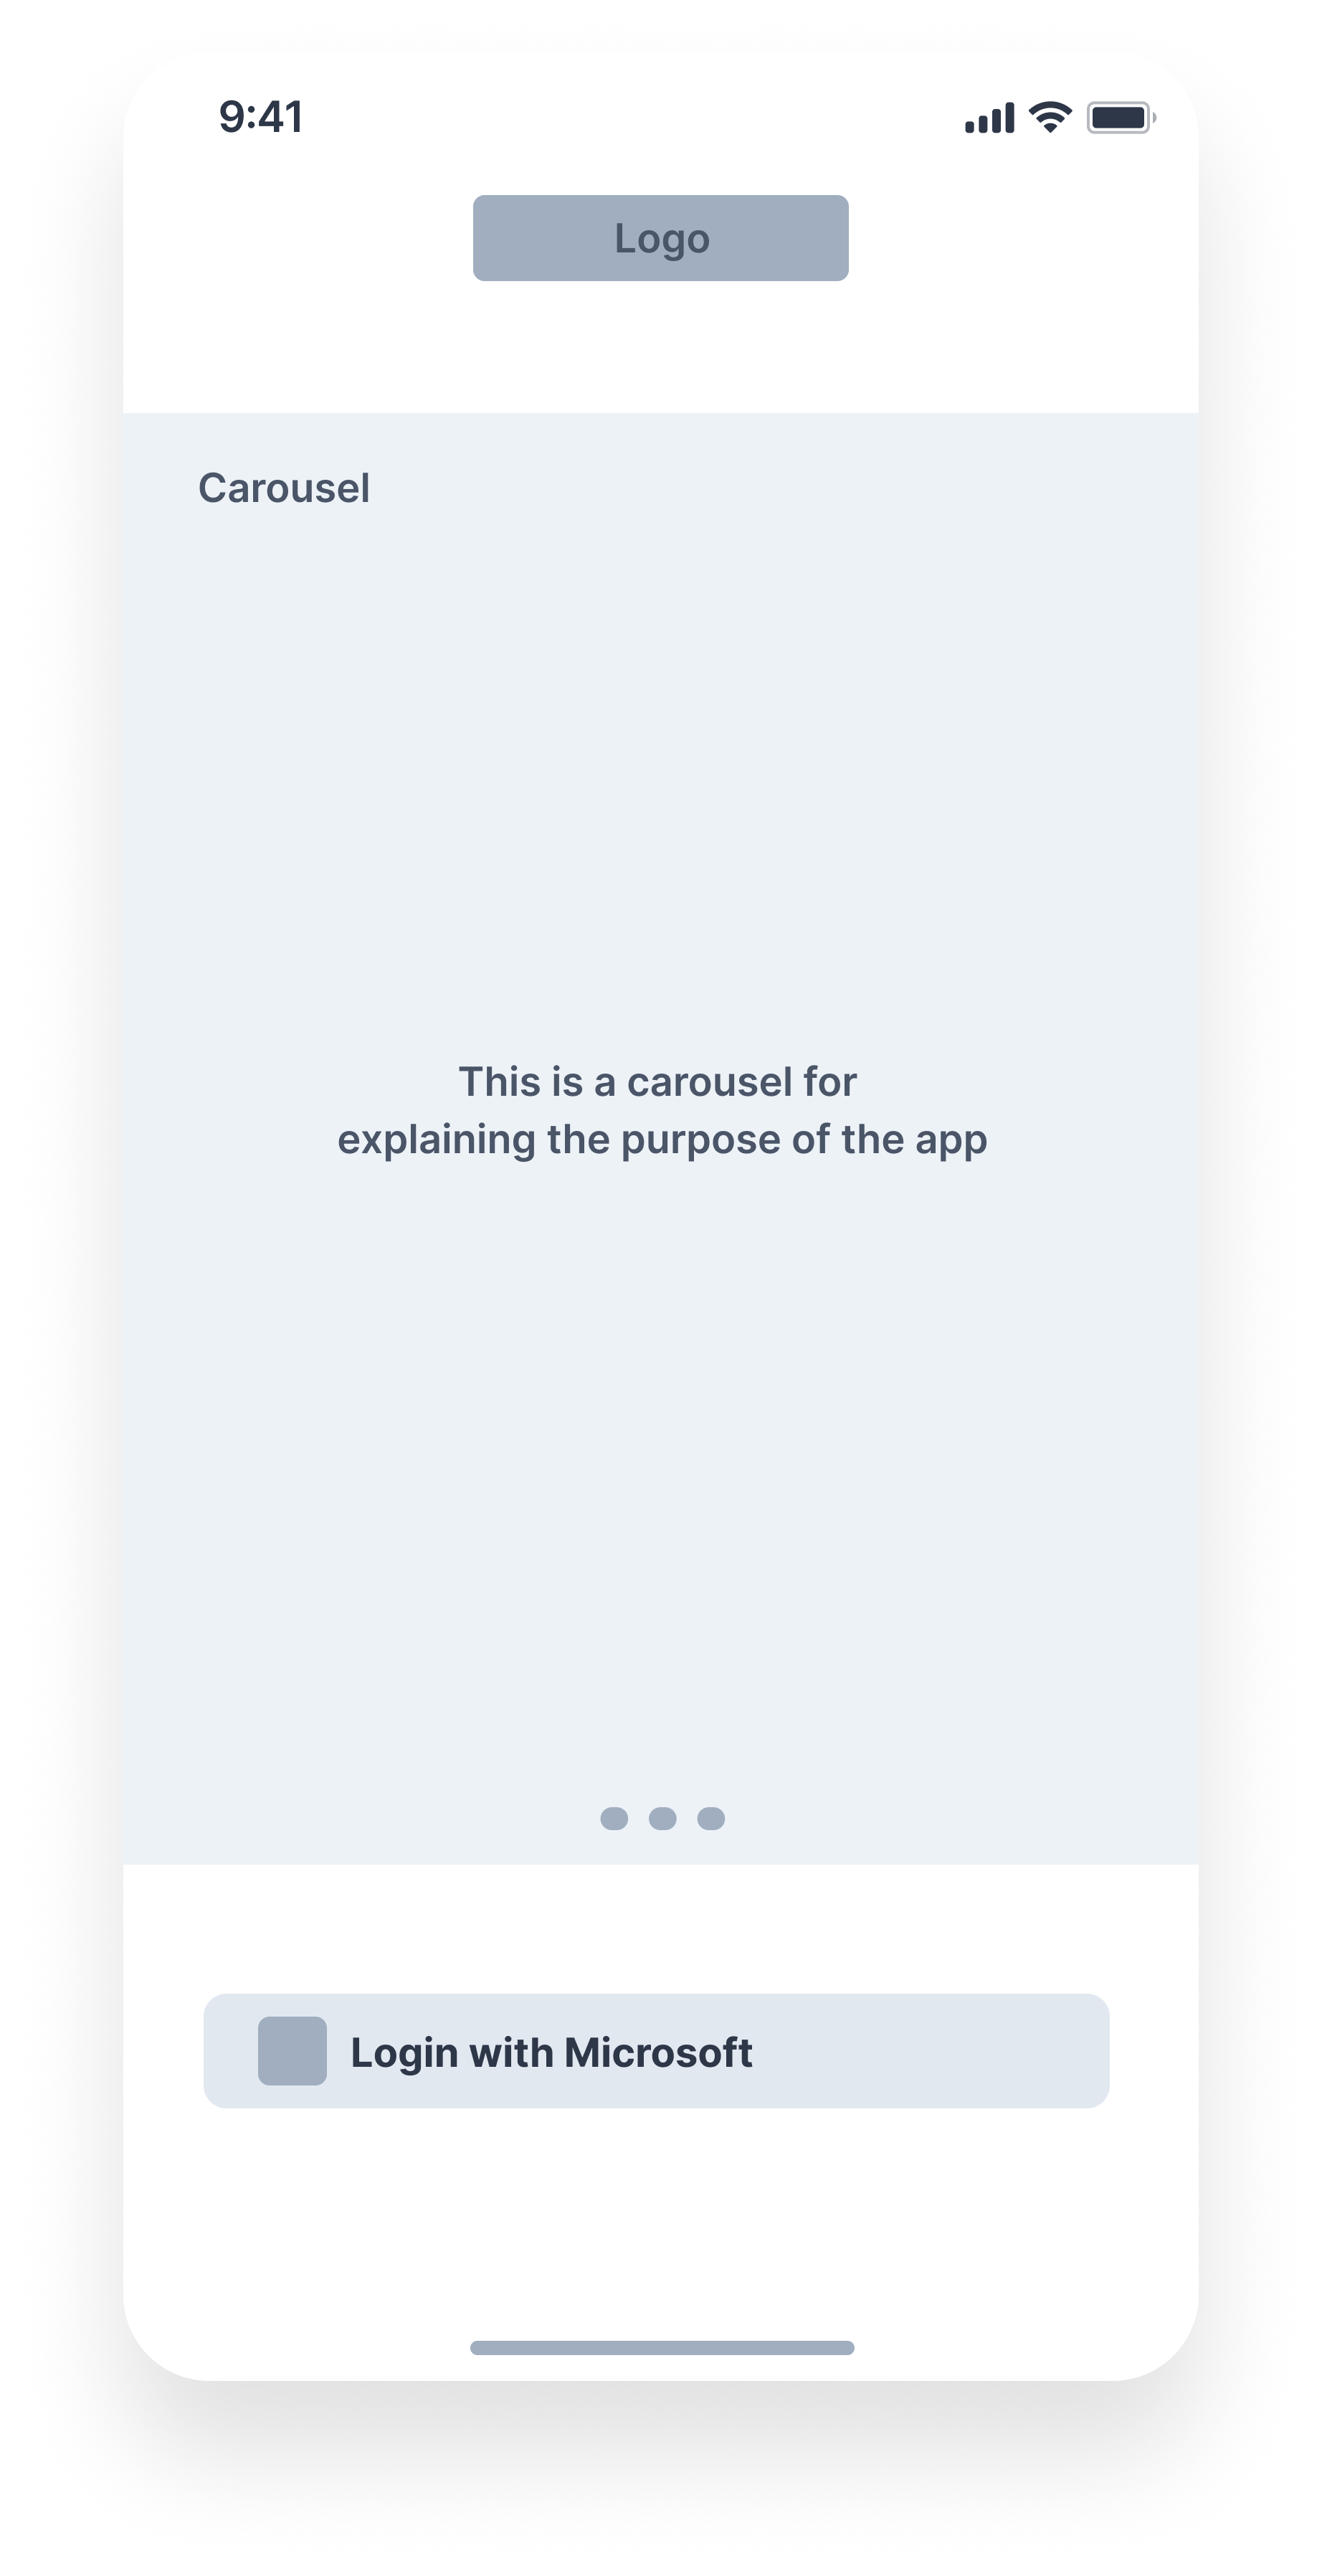 9:41
Logo
Carousel
This is a carousel for
explaining the purpose of the app
Login with Microsoft